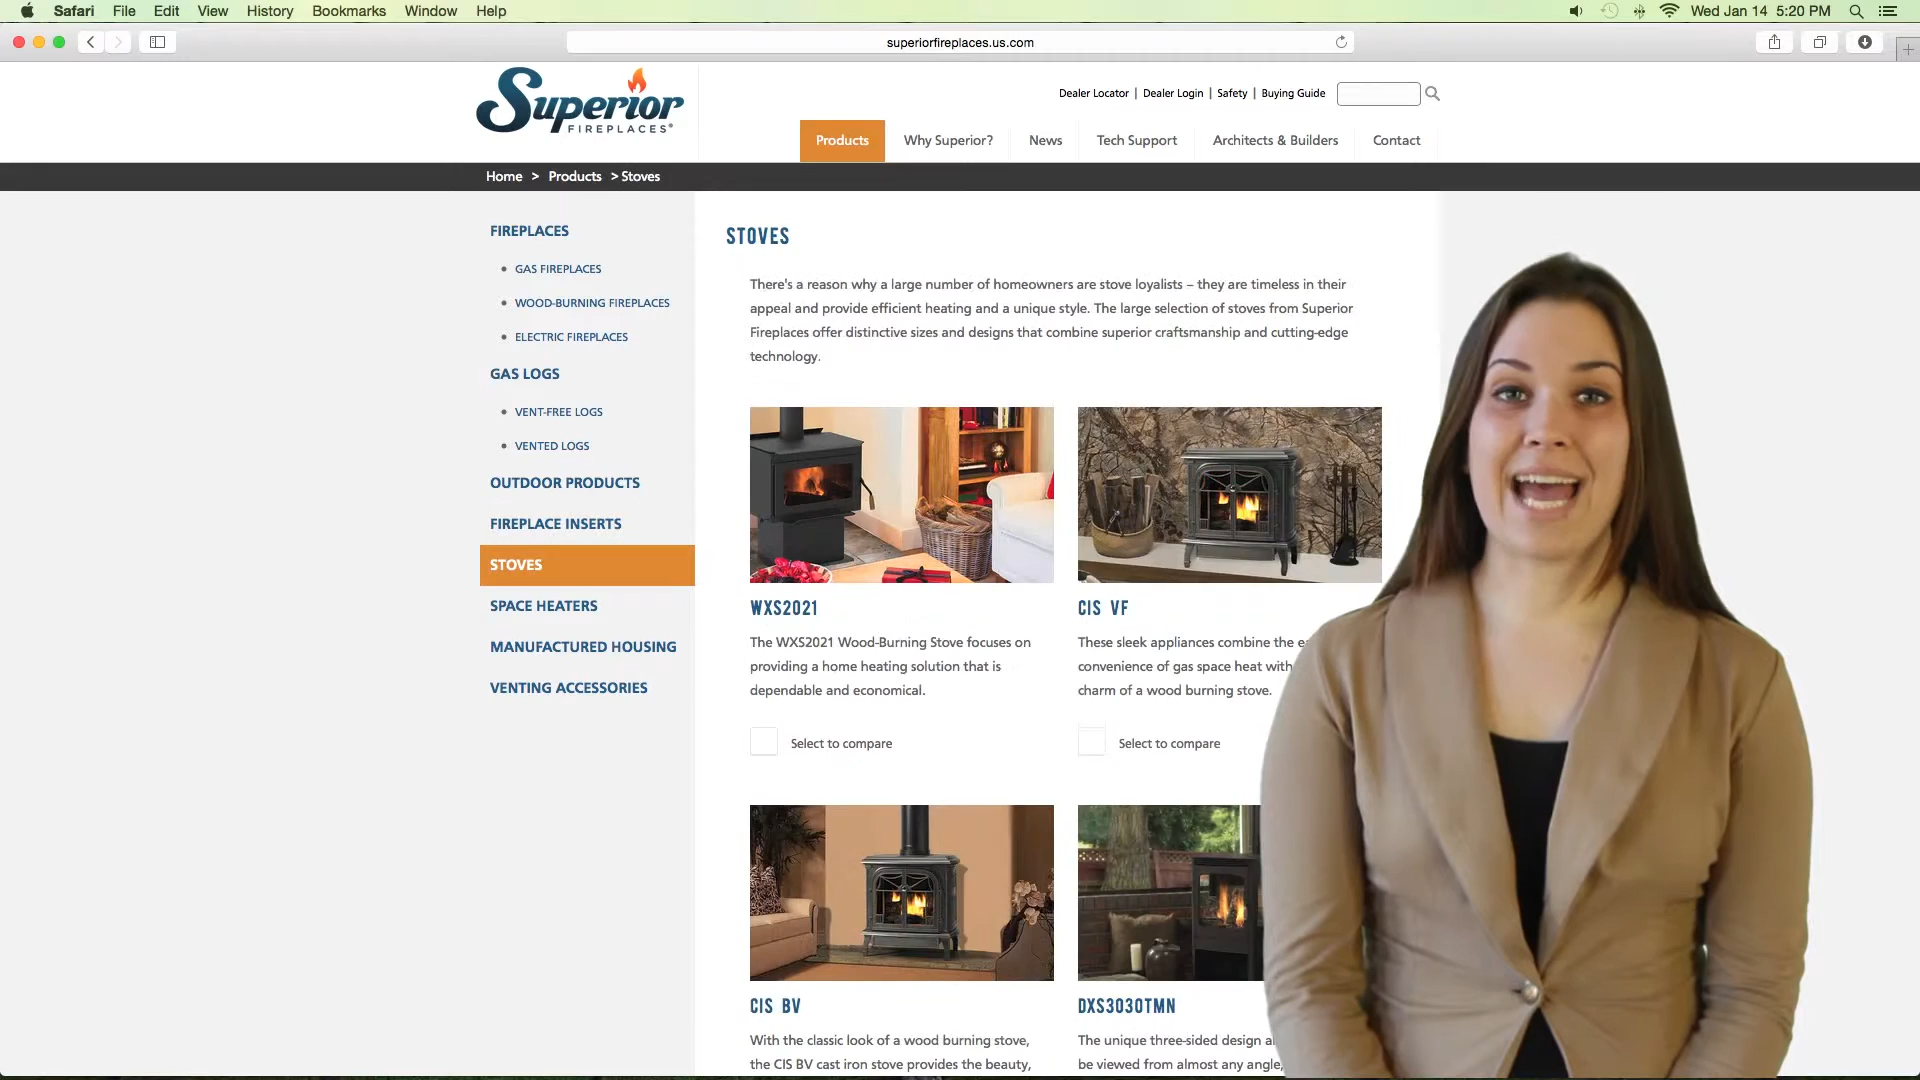 Safari File Edit View History Bookmarks Window Help Wed Jan 14 5:20 PM
superiorfireplaces.us.com
Superior
FIREPLACES®
Dealer Locator | Dealer Login | Safety | Buying Guide
Products Why Superior? News Tech Support Architects & Builders Contact
Home > Products > Stoves
FIREPLACES
GAS FIREPLACES
WOOD-BURNING FIREPLACES
ELECTRIC FIREPLACES
GAS LOGS
VENT-FREE LOGS
VENTED LOGS
OUTDOOR PRODUCTS
FIREPLACE INSERTS
STOVES
SPACE HEATERS
MANUFACTURED HOUSING
VENTING ACCESSORIES
STOVES
There's a reason why a large number of homeowners are stove loyalists – they are timeless in their
appeal and provide efficient heating and a unique style. The large selection of stoves from Superior
Fireplaces offer distinctive sizes and designs that combine superior craftsmanship and cutting-edge
technology.
WXS2021
The WXS2021 Wood-Burning Stove focuses on
providing a home heating solution that is
dependable and economical.
Select to compare
CIS VF
These sleek appliances combine the
convenience of gas space heat with
charm of a wood burning stove.
Select to compare
CIS BV
With the classic look of a wood burning stove,
the CIS BV cast iron stove provides the beauty,
DXS3030TMN
The unique three-sided design
be viewed from almost any angle,